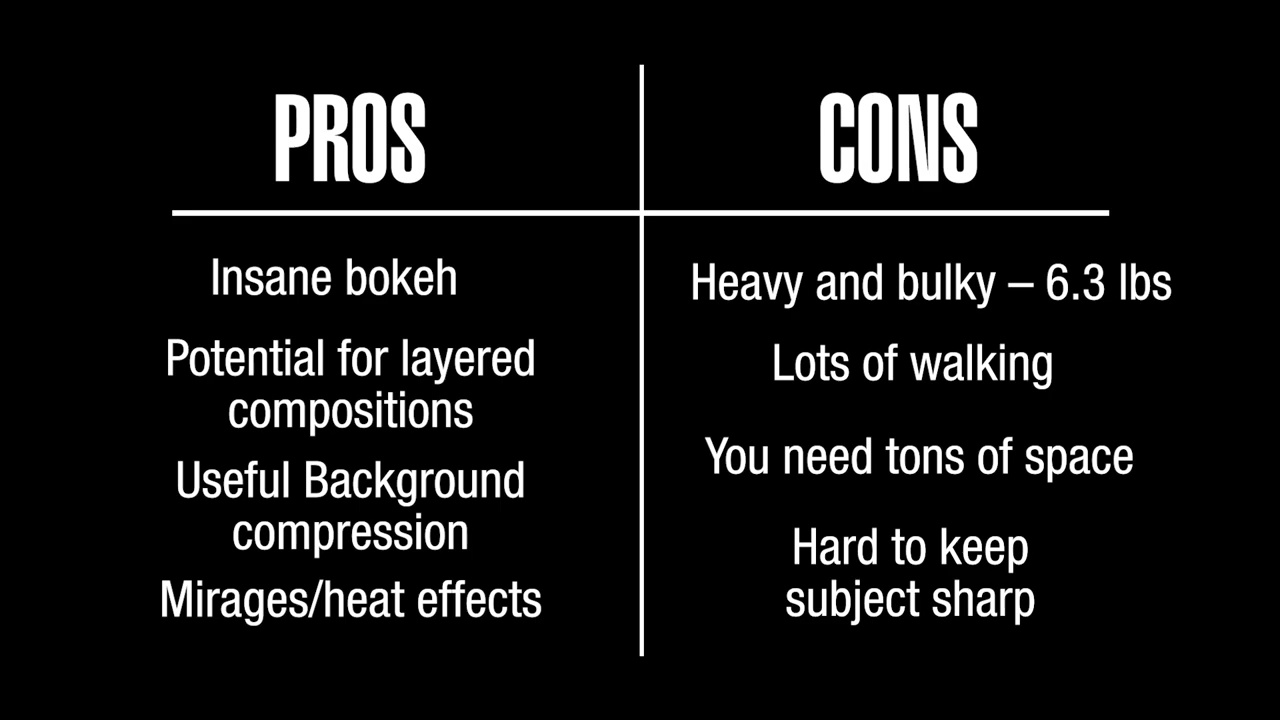 PROS
Insane bokeh
Potential for layered
compositions
Useful Background
compression
Mirages/heat effects
CONS
Heavy and bulky – 6.3 lbs
Lots of walking
You need tons of space
Hard to keep
subject sharp